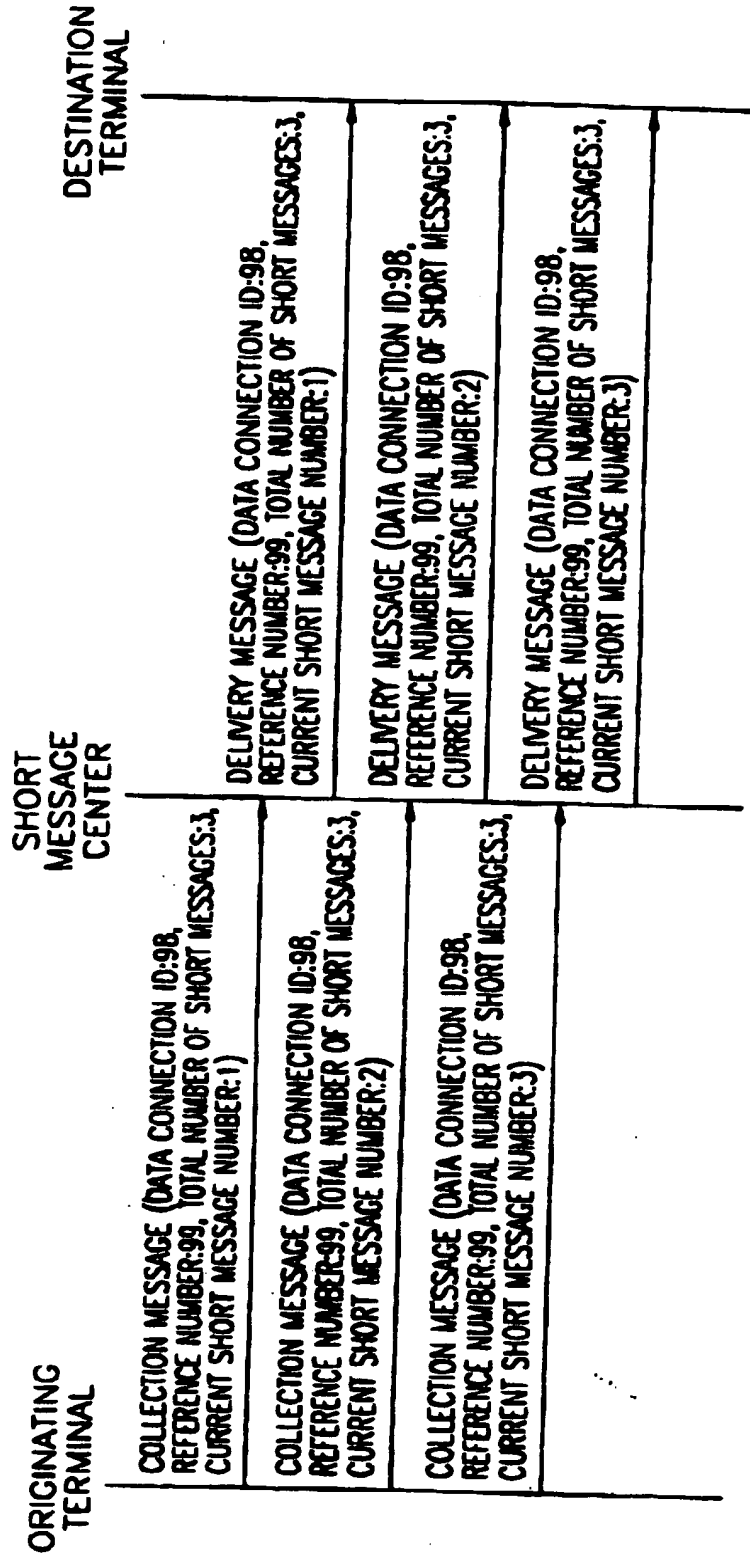 ORIGINATING
TERMINAL
SHORT
MESSAGE
CENTER
DESTINATION
TERMINAL
COLLECTION MESSAGE (DATA CONNECTION ID:98,
REFERENCE NUMBER:99, TOTAL NUMBER OF SHORT MESSAGES:3,
CURRENT SHORT MESSAGE NUMBER:1)
DELIVERY MESSAGE (DATA CONNECTION ID:98,
REFERENCE NUMBER:99, TOTAL NUMBER OF SHORT MESSAGES:3,
CURRENT SHORT MESSAGE NUMBER:1)
COLLECTION MESSAGE (DATA CONNECTION ID:98,
REFERENCE NUMBER:99, TOTAL NUMBER OF SHORT MESSAGES:3,
CURRENT SHORT MESSAGE NUMBER:2)
DELIVERY MESSAGE (DATA CONNECTION ID:98,
REFERENCE NUMBER:99, TOTAL NUMBER OF SHORT MESSAGES:3,
CURRENT SHORT MESSAGE NUMBER:2)
COLLECTION MESSAGE (DATA CONNECTION ID:98,
REFERENCE NUMBER:99, TOTAL NUMBER OF SHORT MESSAGES:3,
CURRENT SHORT MESSAGE NUMBER:3)
DELIVERY MESSAGE (DATA CONNECTION ID:98,
REFERENCE NUMBER:99, TOTAL NUMBER OF SHORT MESSAGES:3,
CURRENT SHORT MESSAGE NUMBER:3)